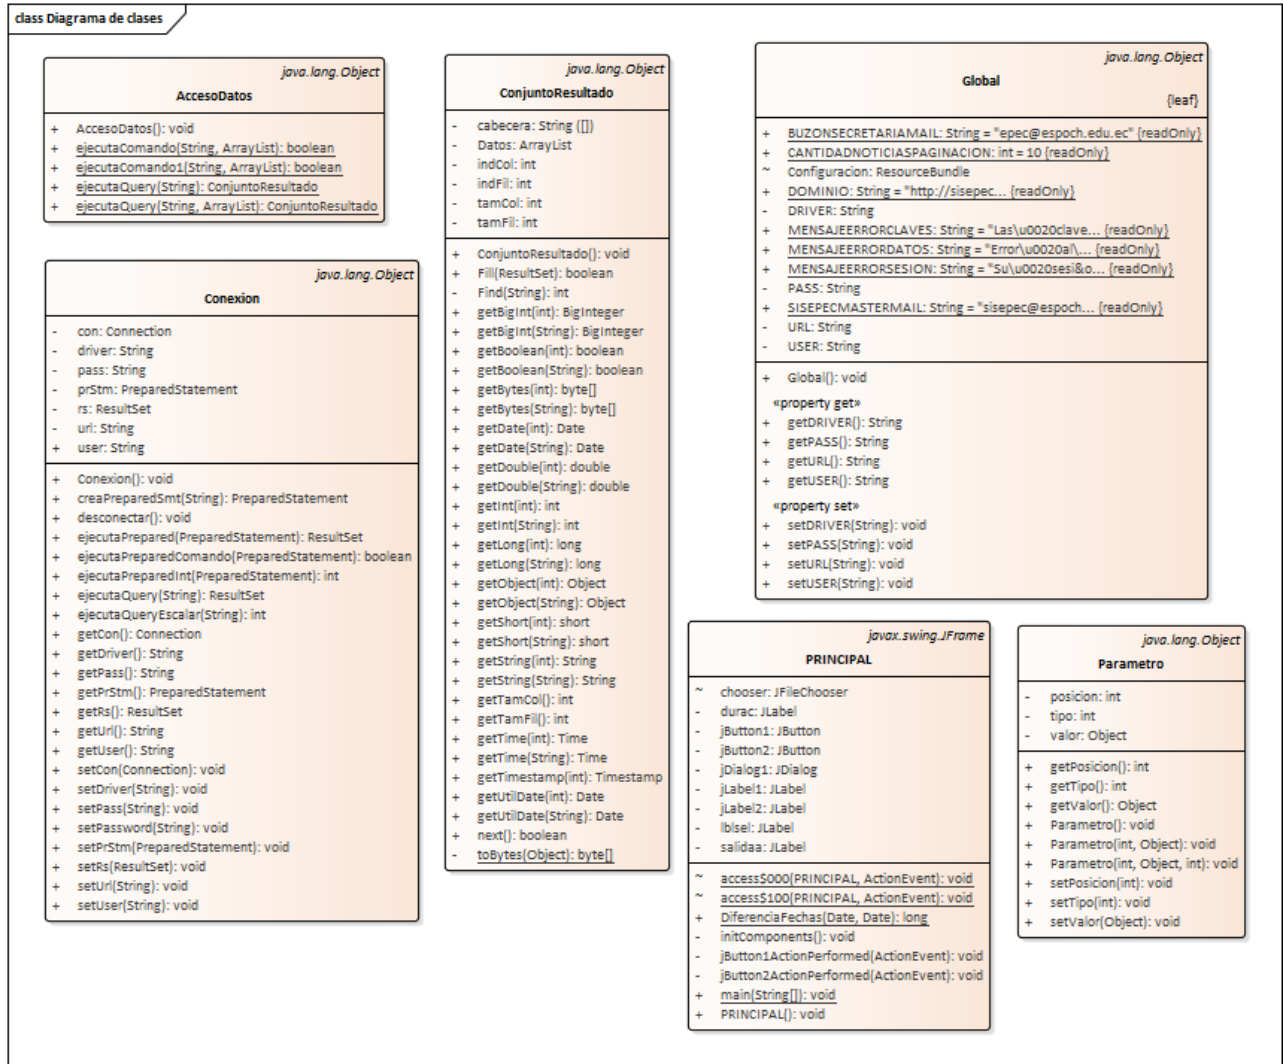 class Diagrama de clases
java.lang.Object
AccesoDatos
+ AccesoDatos(): void
+ ejecutaComando(String, ArrayList): boolean
+ ejecutaComando1(String, ArrayList): boolean
+ ejecutaQuery(String): ConjuntoResultado
+ ejecutaQuery(String, ArrayList): ConjuntoResultado
java.lang.Object
Conexion
- con: Connection
- driver: String
- pass: String
- prStm: PreparedStatement
- rs: ResultSet
- url: String
+ user: String
+ Conexion(): void
+ creaPreparedSmt(String): PreparedStatement
+ desconectar(): void
+ ejecutaPrepared(PreparedStatement): ResultSet
+ ejecutaPreparedComando(PreparedStatement): boolean
+ ejecutaPreparedInt(PreparedStatement): int
+ ejecutaQuery(String): ResultSet
+ ejecutaQueryEscalar(String): int
+ getCon(): Connection
+ getDriver(): String
+ getPass(): String
+ getPrStm(): PreparedStatement
+ getRs(): ResultSet
+ getUrl(): String
+ getUser(): String
+ setCon(Connection): void
+ setDriver(String): void
+ setPass(String): void
+ setPassword(String): void
+ setPrStm(PreparedStatement): void
+ setRs(ResultSet): void
+ setUrl(String): void
+ setUser(String): void
java.lang.Object
ConjuntoResultado
- cabecera: String ([])
- Datos: ArrayList
- indCol: int
- indFil: int
- tamCol: int
- tamFil: int
+ ConjuntoResultado(): void
+ Fill(ResultSet): boolean
- Find(String): int
+ getBigInt(int): BigInteger
+ getBigInt(String): BigInteger
+ getBoolean(int): boolean
+ getBoolean(String): boolean
+ getBytes(int): byte[]
+ getBytes(String): byte[]
+ getDate(int): Date
+ getDate(String): Date
+ getDouble(int): double
+ getDouble(String): double
+ getInt(int): int
+ getInt(String): int
+ getLong(int): long
+ getLong(String): long
+ getObject(int): Object
+ getObject(String): Object
+ getShort(int): short
+ getShort(String): short
+ getString(int): String
+ getString(String): String
+ getTamCol(): int
+ getTamFil(): int
+ getTime(int): Time
+ getTime(String): Time
+ getTimestamp(int): Timestamp
+ getUtilDate(int): Date
+ getUtilDate(String): Date
+ next(): boolean
- toBytes(Object): byte[]
java.lang.Object
Global
{leaf}
+ BUZONSECRETARIAMAIL: String = "epec@espoch.edu.ec" {readOnly}
+ CANTIDADNOTICIASPAGINACION: int = 10 {readOnly}
~ Configuracion: ResourceBundle
+ DOMINIO: String = "http://sisepec... {readOnly}
- DRIVER: String
+ MENSAJEERRORCLAVES: String = "Las\u0020clave... {readOnly}
+ MENSAJEERRORDATOS: String = "Error\u0020al\... {readOnly}
+ MENSAJEERRORSESION: String = "Su\u0020sesi&o... {readOnly}
- PASS: String
+ SISEPECMASTERMAIL: String = "sisepec@espoch... {readOnly}
- URL: String
- USER: String
+ Global(): void
«property get»
+ getDRIVER(): String
+ getPASS(): String
+ getURL(): String
+ getUSER(): String
«property set»
+ setDRIVER(String): void
+ setPASS(String): void
+ setURL(String): void
+ setUSER(String): void
javax.swing.JFrame
PRINCIPAL
~ chooser: JFileChooser
- durac: JLabel
- jButton1: JButton
- jButton2: JButton
- jDialog1: JDialog
- jLabel1: JLabel
- jLabel2: JLabel
- lblsel: JLabel
- salidaa: JLabel
~ access$000(PRINCIPAL, ActionEvent): void
~ access$100(PRINCIPAL, ActionEvent): void
+ DiferenciaFechas(Date, Date): long
- initComponents(): void
- jButton1ActionPerformed(ActionEvent): void
- jButton2ActionPerformed(ActionEvent): void
+ main(String[]): void
+ PRINCIPAL(): void
java.lang.Object
Parametro
- posicion: int
- tipo: int
- valor: Object
+ getPosicion(): int
+ getTipo(): int
+ getValor(): Object
+ Parametro(): void
+ Parametro(int, Object): void
+ Parametro(int, Object, int): void
+ setPosicion(int): void
+ setTipo(int): void
+ setValor(Object): void